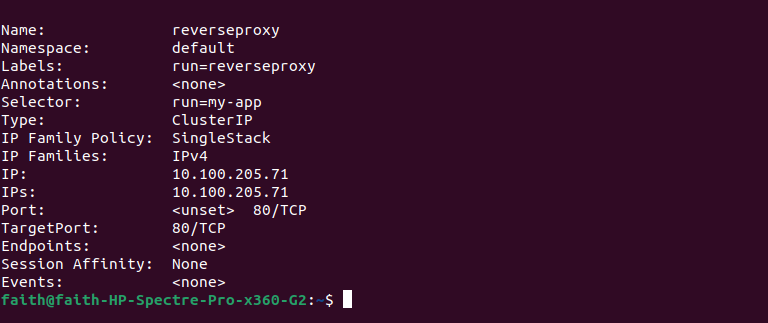 Name:              reverseproxy
Namespace:         default
Labels:            run=reverseproxy
Annotations:       <none>
Selector:          run=my-app
Type:              ClusterIP
IP Family Policy:  SingleStack
IP Families:       IPv4
IP:                10.100.205.71
IPs:               10.100.205.71
Port:              <unset>  80/TCP
TargetPort:        80/TCP
Endpoints:         <none>
Session Affinity:  None
Events:            <none>
faith@faith-HP-Spectre-Pro-x360-G2:~$